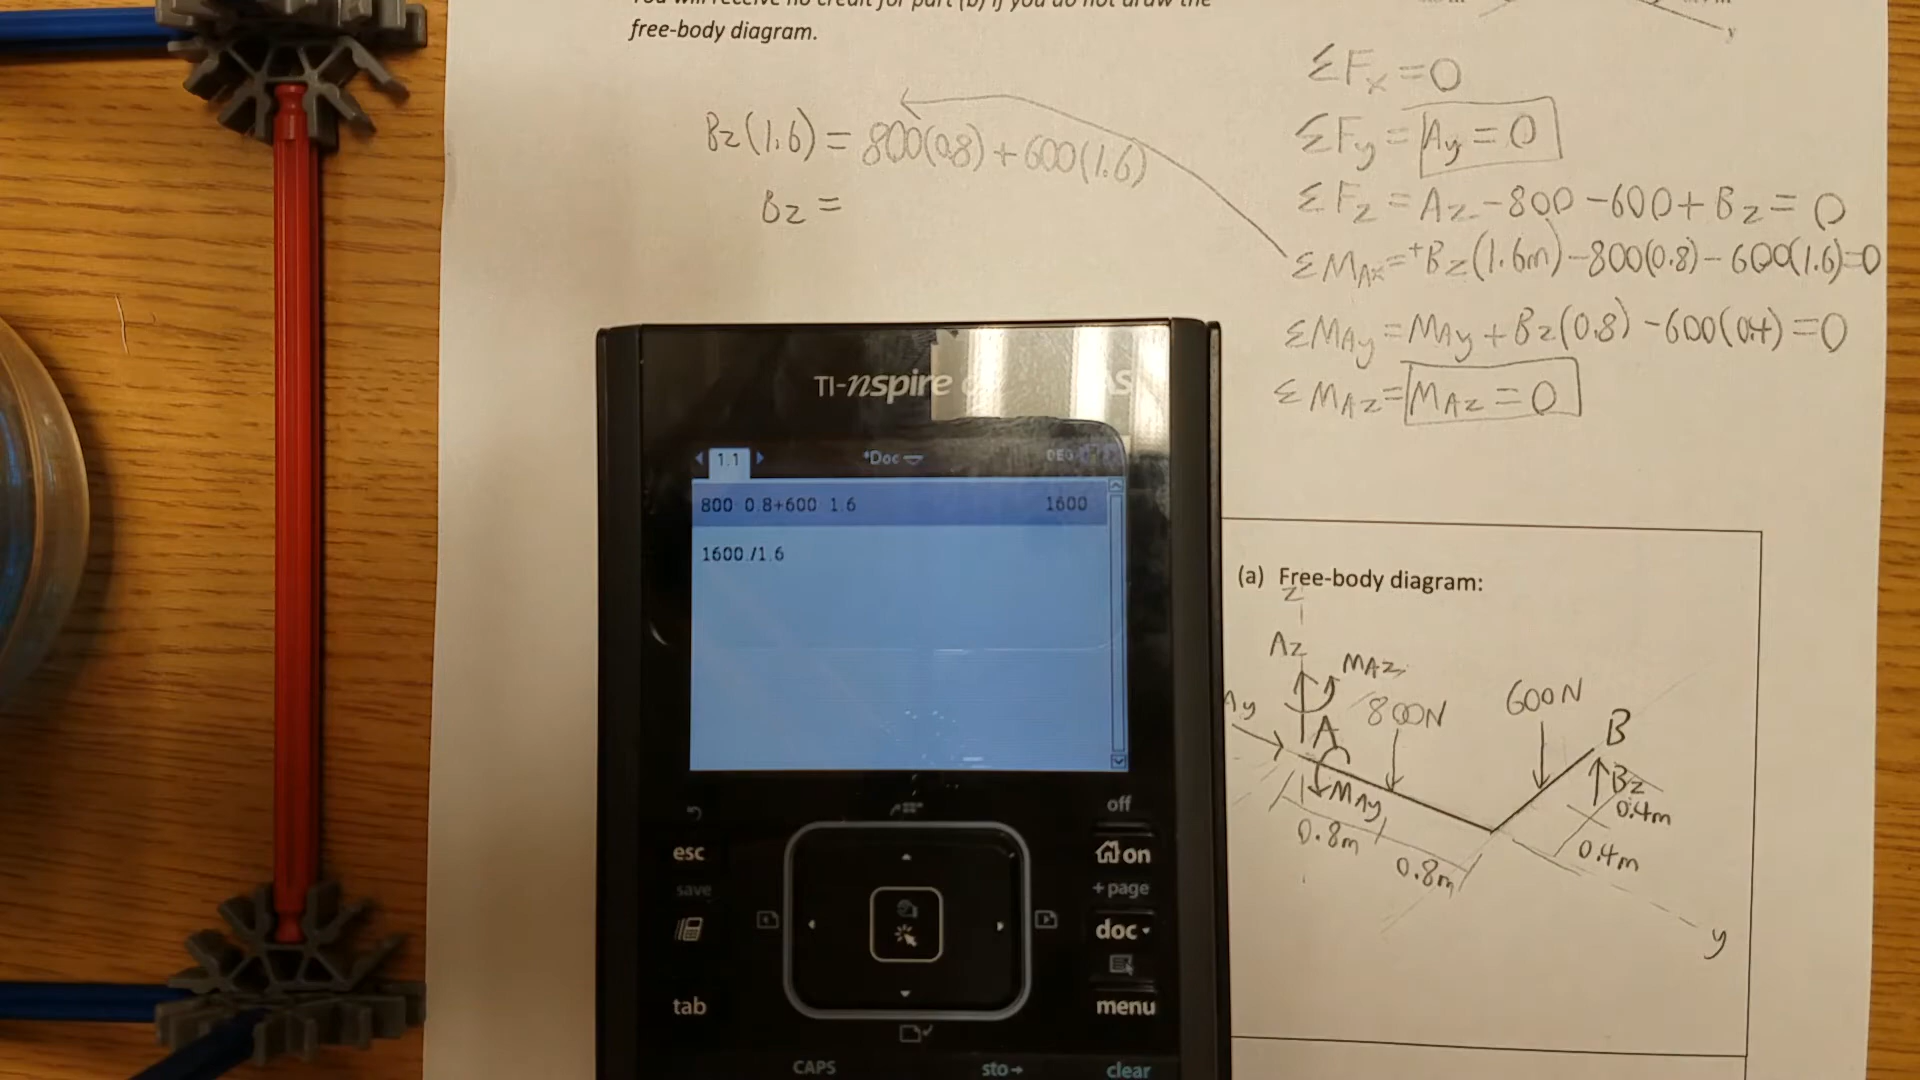 free-body diagram.
Bz(1.6) = 800(0.8) + 600(1.6)
Bz =
ΣFx = 0
ΣFy = Ay = 0
ΣFz = Az - 800 - 600 + Bz = 0
ΣMAx = +Bz(1.6m) - 800(0.8) - 600(1.6) = 0
ΣMAy = MAy + Bz(0.8) - 600(0.4) = 0
ΣMAz = MAz = 0
TI-nspire
1.1
*Doc
DEG
800 0.8+600 1.6
1600
1600./1.6
off
esc
on
save
+page
doc
tab
menu
CAPS
sto→
clear
(a) Free-body diagram:
z
Az
MAz
Ay
A
800N
600N
B
Bz
MAy
0.4m
0.8m
0.4m
0.8m
y